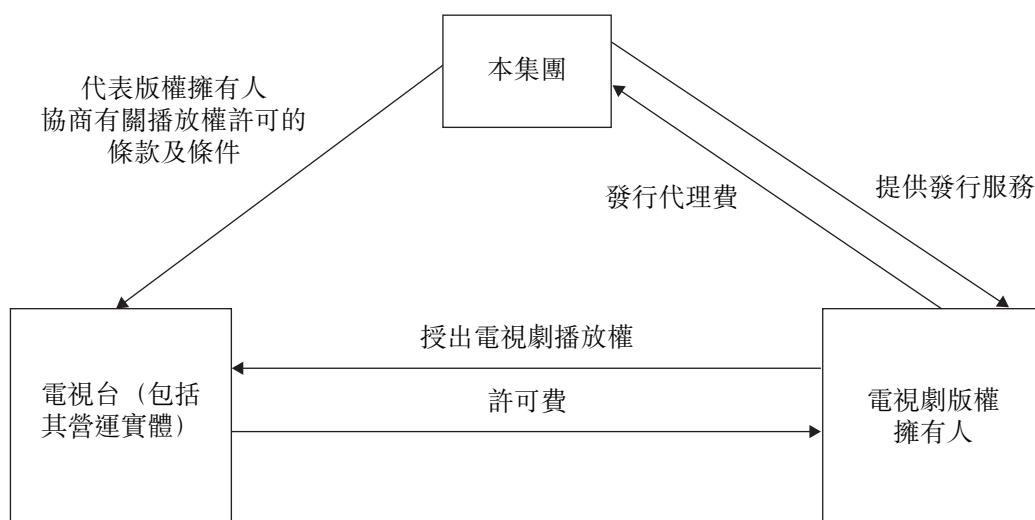 本集團
代表版權擁有人
協商有關播放權許可的
條款及條件
發行代理費
提供發行服務
授出電視劇播放權
電視台（包括
其營運實體）
許可費
電視劇版權
擁有人